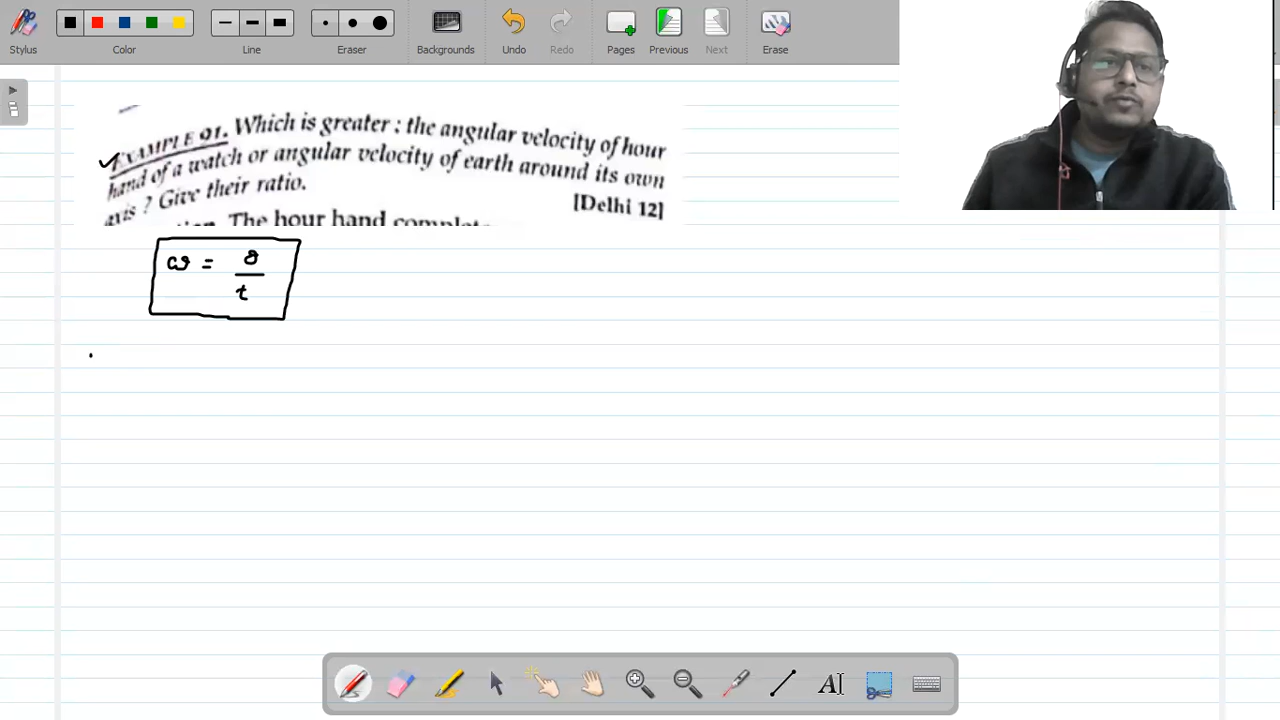 Stylus
Color
Line
Eraser
Backgrounds
Undo
Redo
Pages
Previous
Next
Erase
EXAMPLE 91. Which is greater : the angular velocity of hour
hand of a watch or angular velocity of earth around its own
axis ? Give their ratio.
[Delhi 12]
The hour hand
ω = θ
t
AI